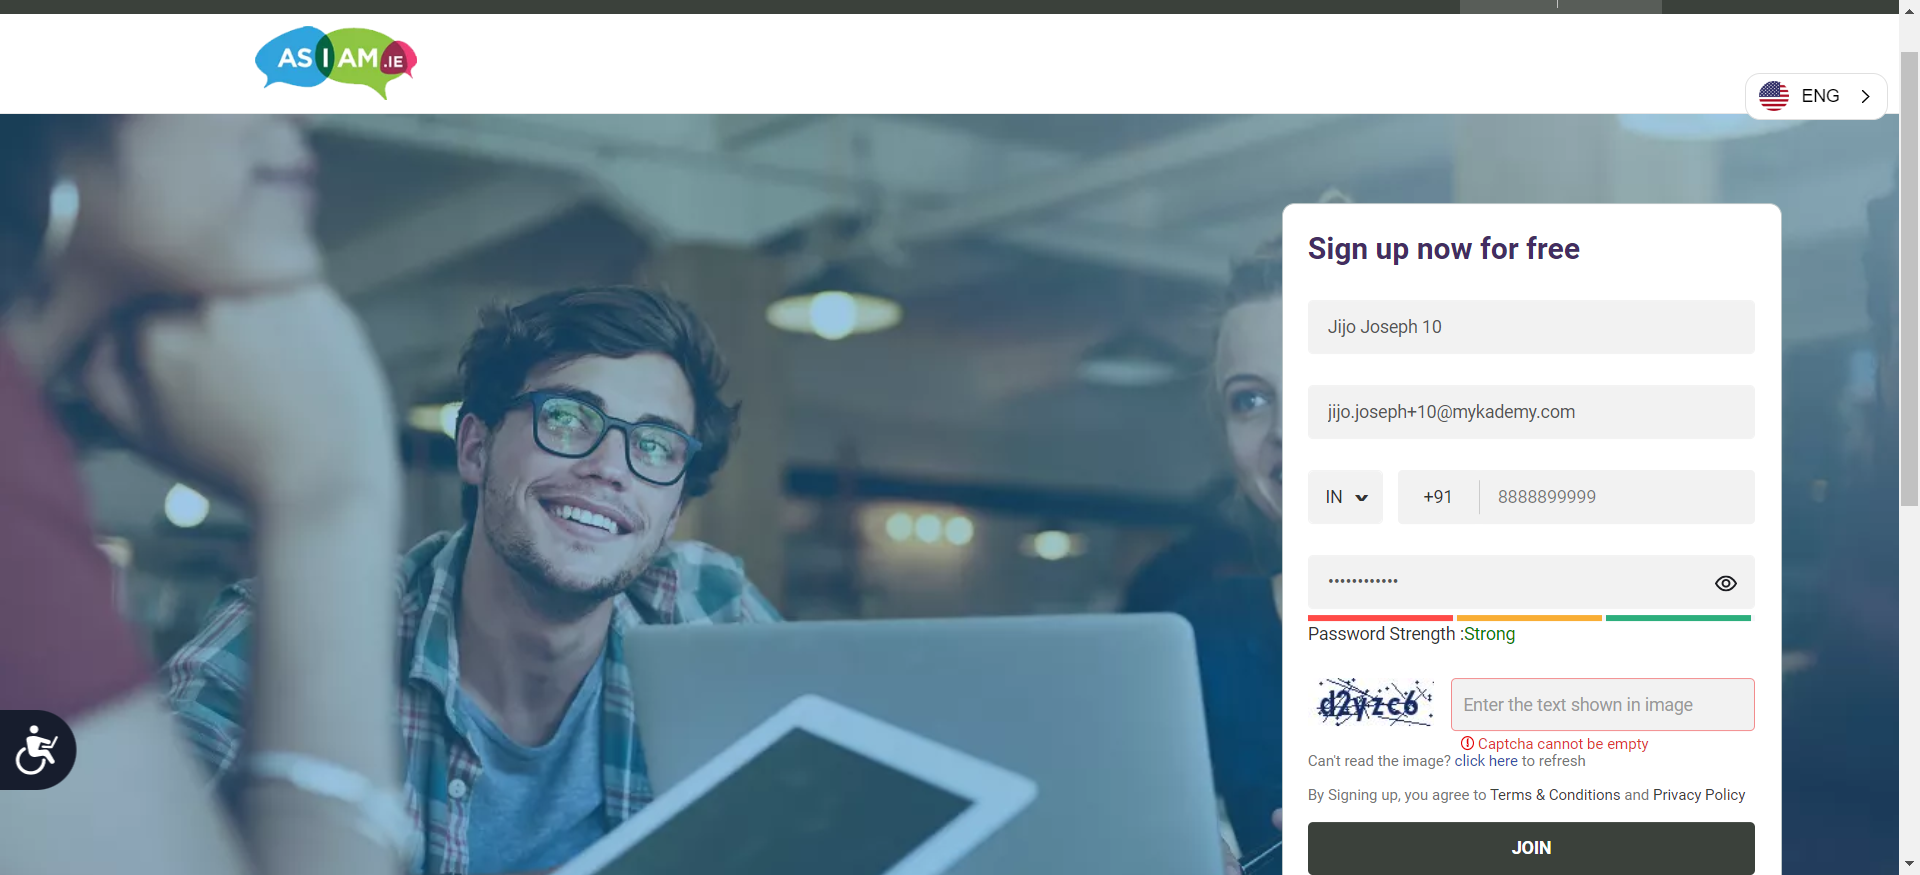 AS I AM.IE
ENG
Sign up now for free
Jijo Joseph 10
jijo.joseph+10@mykademy.com
IN +91 8888899999
••••••••••••
Password Strength :Strong
d2yzc6 Enter the text shown in image
Captcha cannot be empty
Can't read the image? click here to refresh
By Signing up, you agree to Terms & Conditions and Privacy Policy
JOIN